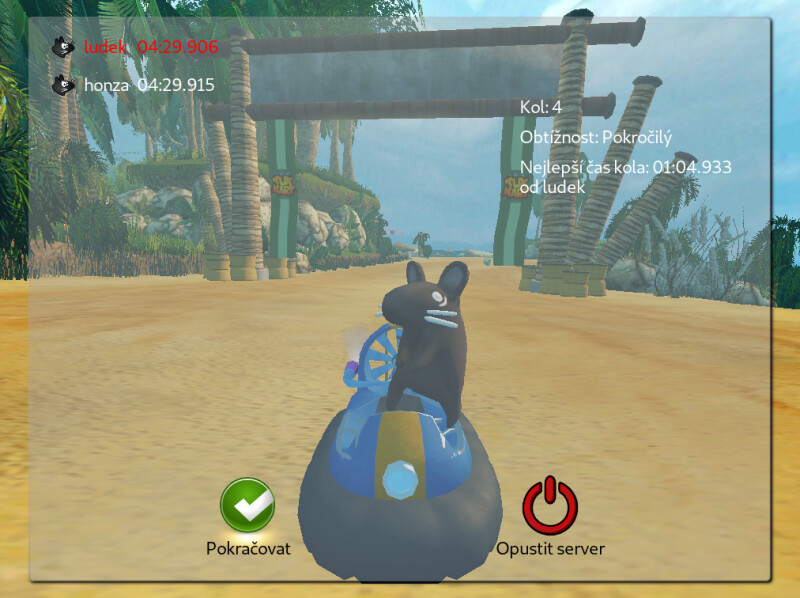 ludek 04:29.906
honza 04:29.915
Kol: 4
Obtížnost: Pokročilý
Nejlepší čas kola: 01:04.933
od ludek
Pokračovat
Opustit server